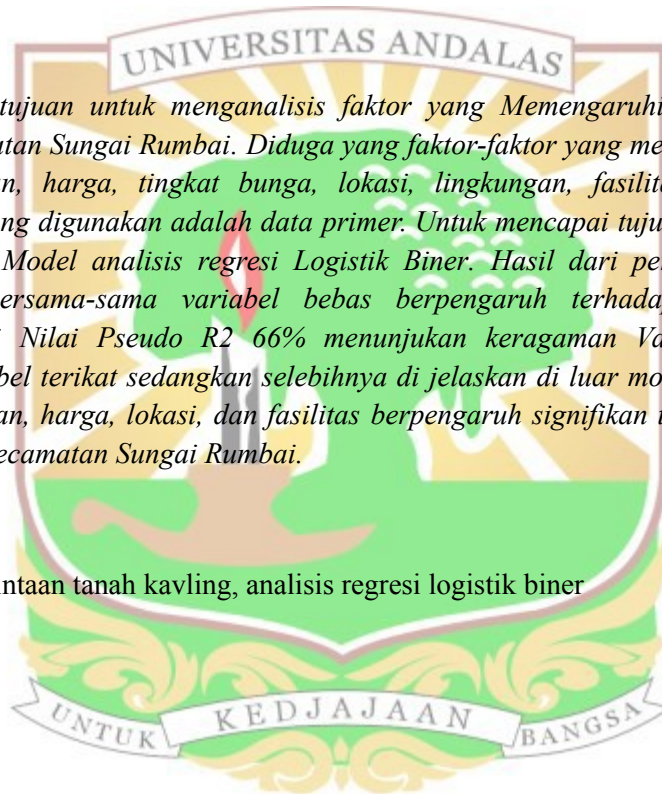 UNIVERSITAS ANDALAS
tujuan untuk menganalisis faktor yang Memengaruhi
tan Sungai Rumbai. Diduga yang faktor-faktor yang me
n, harga, tingkat bunga, lokasi, lingkungan, fasilita
ng digunakan adalah data primer. Untuk mencapai tuju
Model analisis regresi Logistik Biner. Hasil dari pe
ersama-sama variabel bebas berpengaruh terhada
Nilai Pseudo R2 66% menunjukan keragaman Va
bel terikat sedangkan selebihnya di jelaskan di luar mo
an, harga, lokasi, dan fasilitas berpengaruh signifikan t
ecamatan Sungai Rumbai.
intaan tanah kavling, analisis regresi logistik biner
UNTUK KEDJAJAAN BANGSA